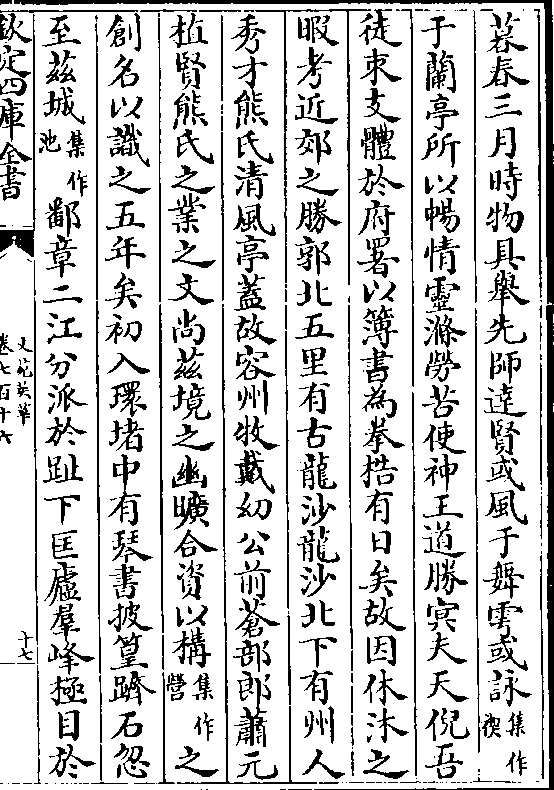 暮春三月時物具舉先師達賢或風于舞雩或詠集作禊
于蘭亭所以暢情靈滌勞苦使神王道勝㝠夫天倪吾
徒束支體於府署以簿書為拳梏有日矣故因休沐之
暇考近郊之勝郭北五里有古龍沙龍沙北下有州人
秀才熊氏清風亭蓋故容州牧戴幼公前蒼部郎蕭元
植賢熊氏之業之文尚兹境之幽曠合資以構集作營之
創名以識之五年矣初入環堵中有琴書披篁躋石忽
至兹城集作池鄱章二江分派於趾下匡廬羣峰極目於
欽定四庫全書
文苑英華
卷七百十六
十七